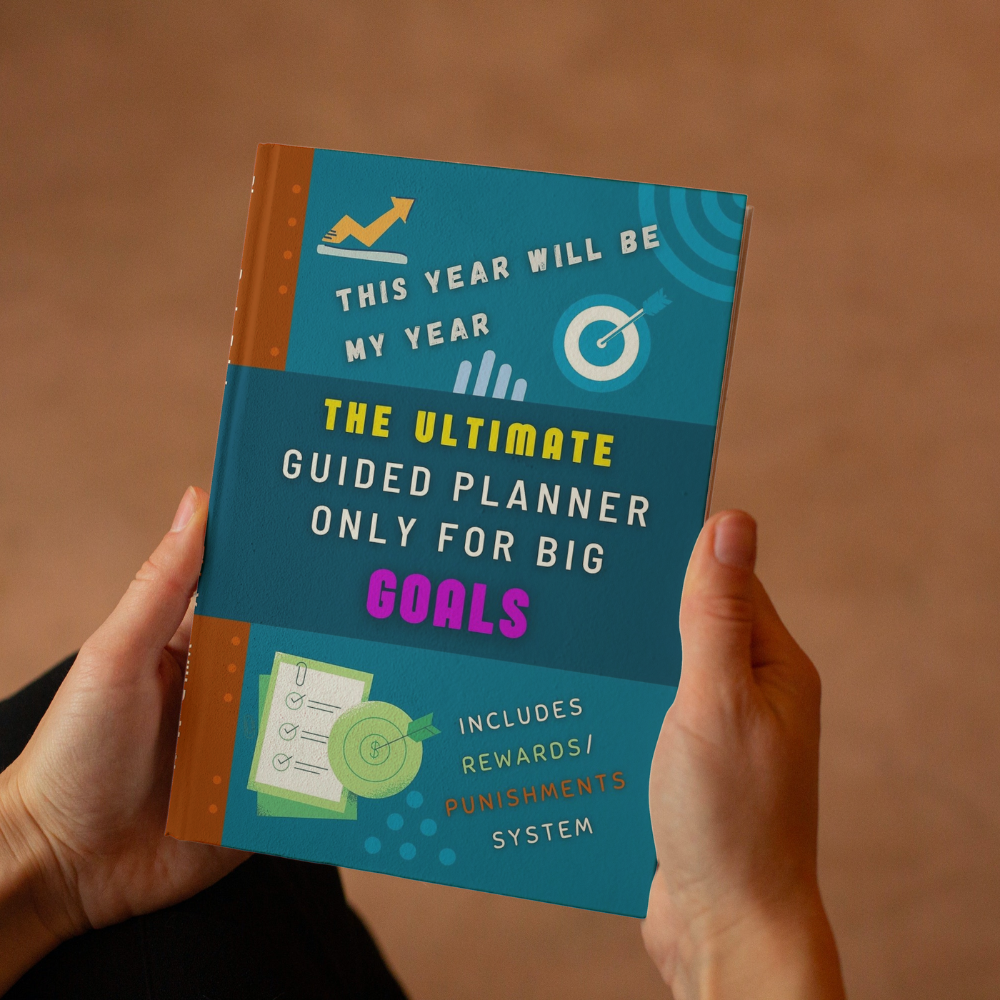 THIS YEAR WILL BE
MY YEAR
THE ULTIMATE
GUIDED PLANNER
ONLY FOR BIG
GOALS
INCLUDES
REWARDS/
PUNISHMENTS
SYSTEM